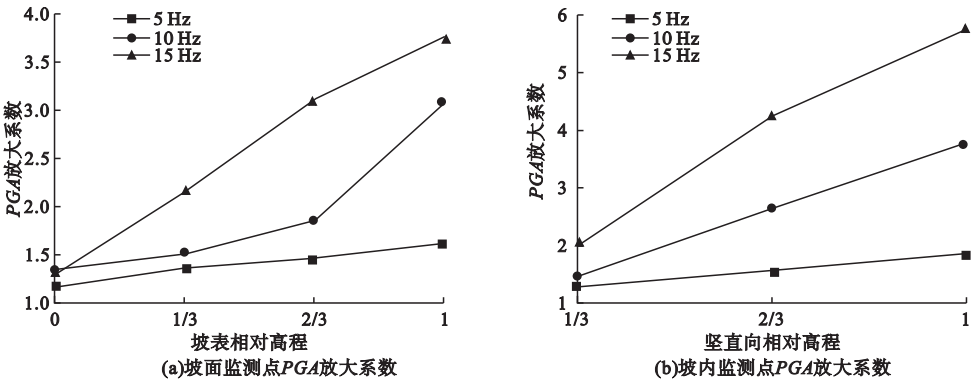 4.0
3.5
3.0
2.5
2.0
1.5
1.0
PGA放大系数
5 Hz
10 Hz
15 Hz
0 1/3 2/3 1
坡表相对高程
(a)坡面监测点PGA放大系数
6
5
4
3
2
1
PGA放大系数
5 Hz
10 Hz
15 Hz
1/3 2/3 1
竖直向相对高程
(b)坡内监测点PGA放大系数